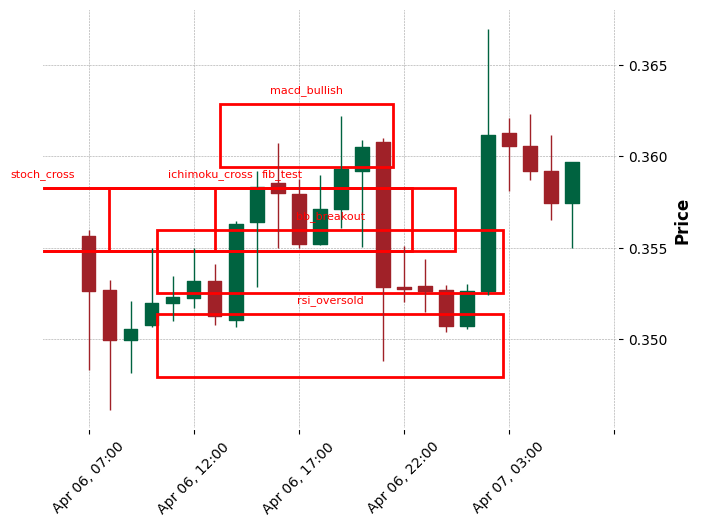 macd_bullish
0.365
0.360
stoch_cross
ichimoku_cross
fib_test
Price
0.355
rsi_oversold
0.350
Apr 06, 07:00
Apr 06, 12:00
Apr 06, 17:00
Apr 06, 22:00
Apr 07, 03:00